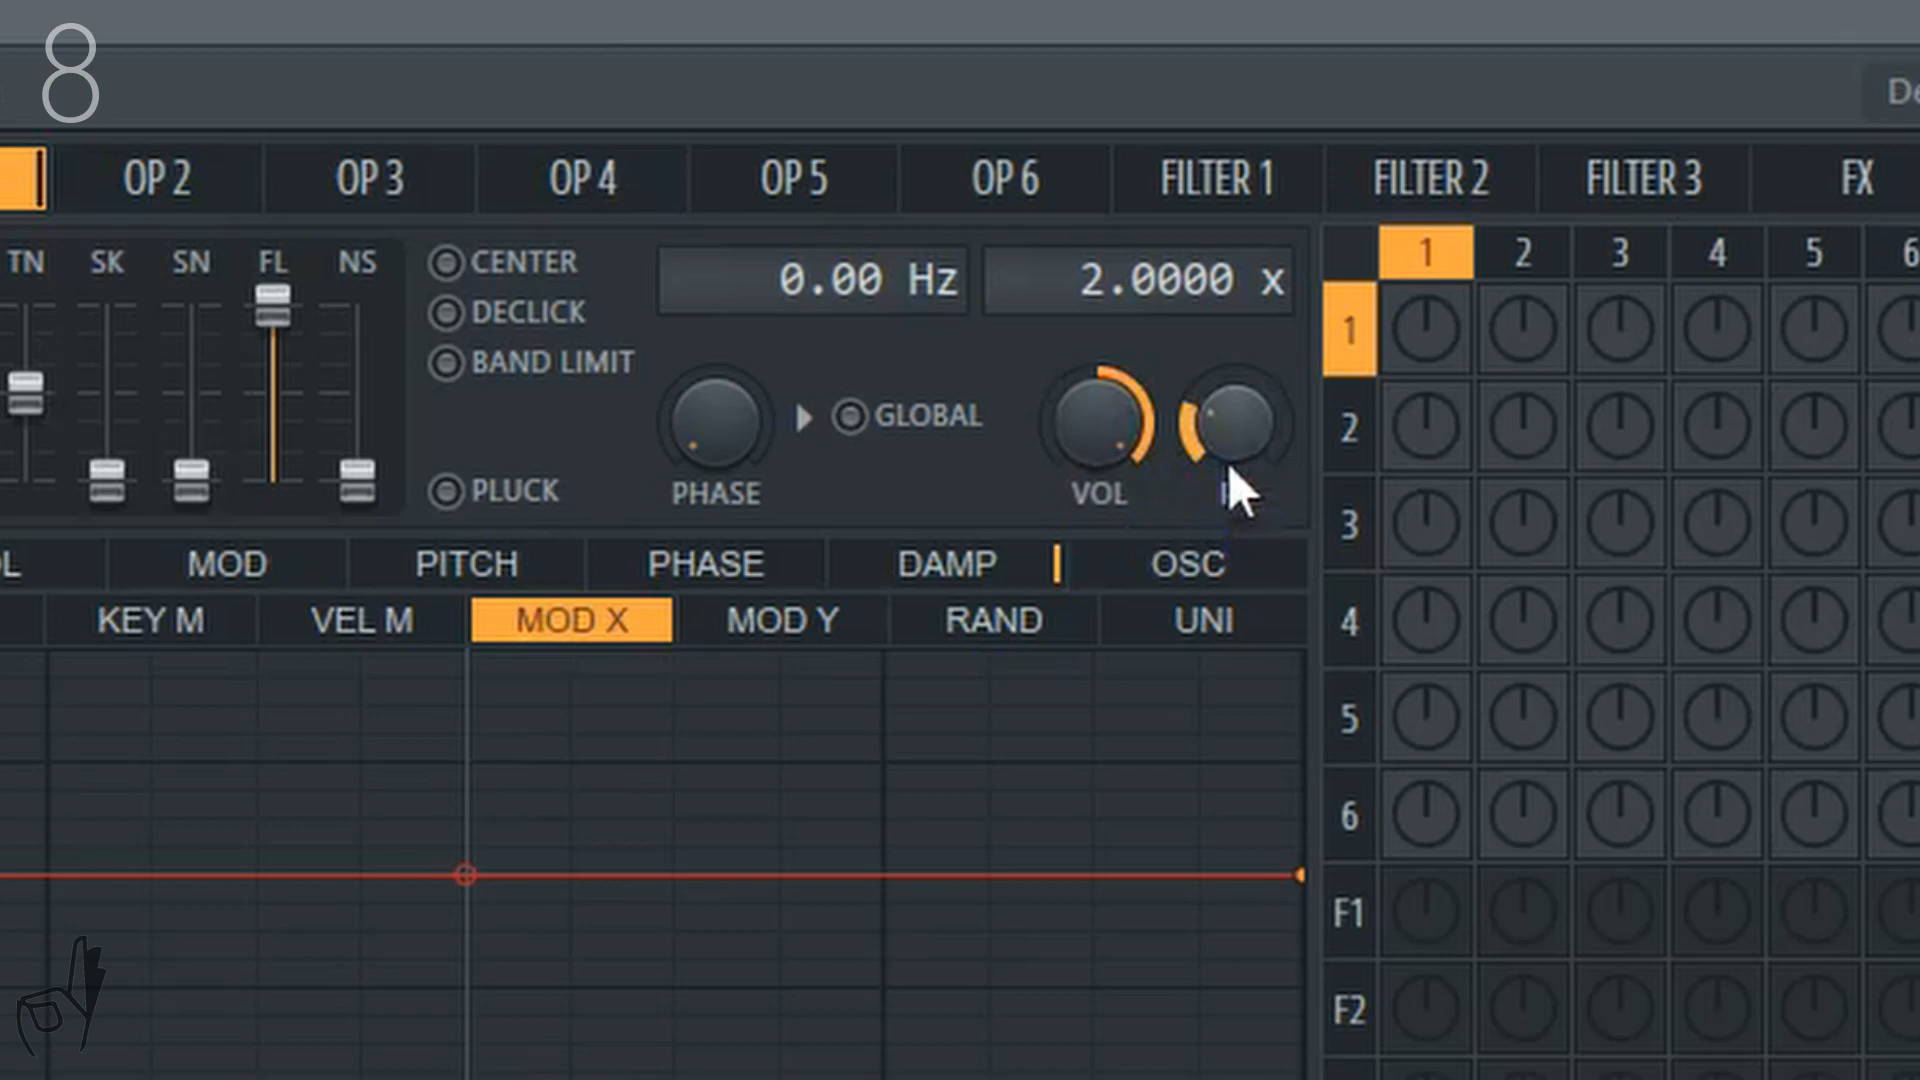 8
De
OP 2 OP 3 OP 4 OP 5 OP 6 FILTER 1 FILTER 2 FILTER 3 FX
TN SK SN FL NS
CENTER
DECLICK
BAND LIMIT
PLUCK
0.00 Hz 2.0000 x
GLOBAL
PHASE VOL
1 2 3 4 5 6
1
2
3
4
5
6
F1
F2
MOD PITCH PHASE DAMP OSC
KEY M VEL M MOD X MOD Y RAND UNI